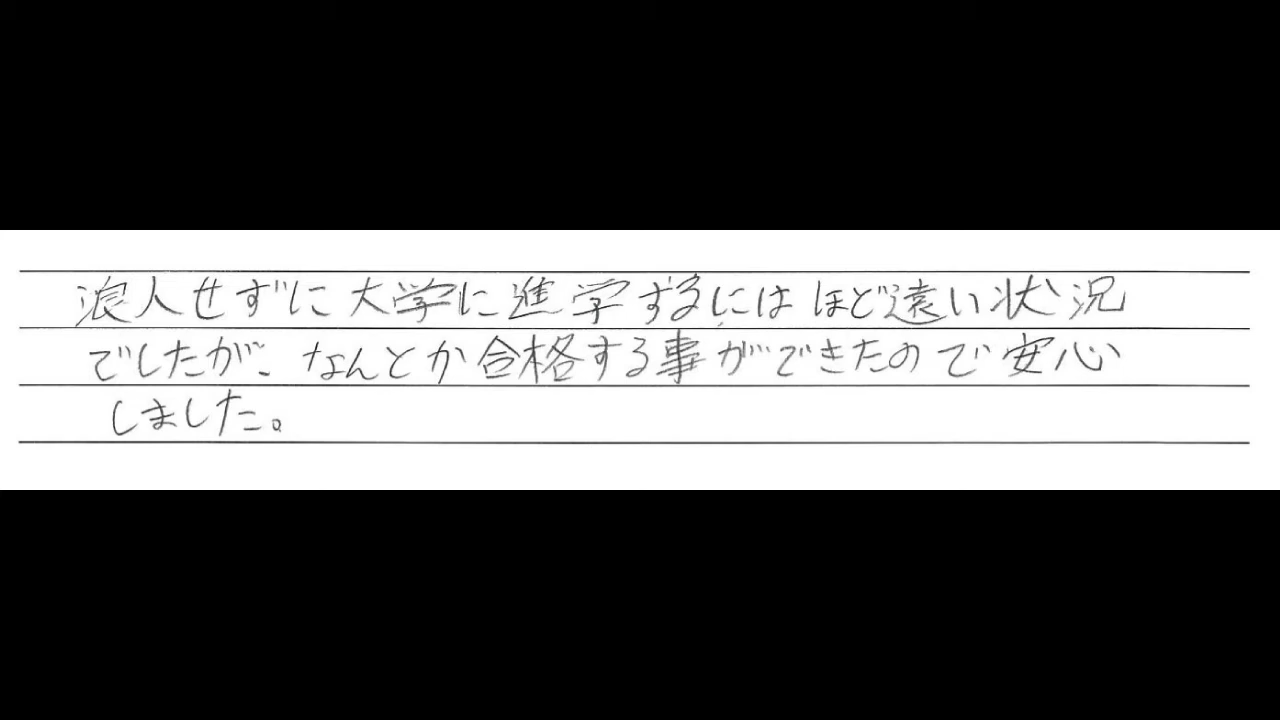 浪人せずに大学に進学するにはほど遠い状況
でしたが、なんとか合格する事ができたので安心
しました。